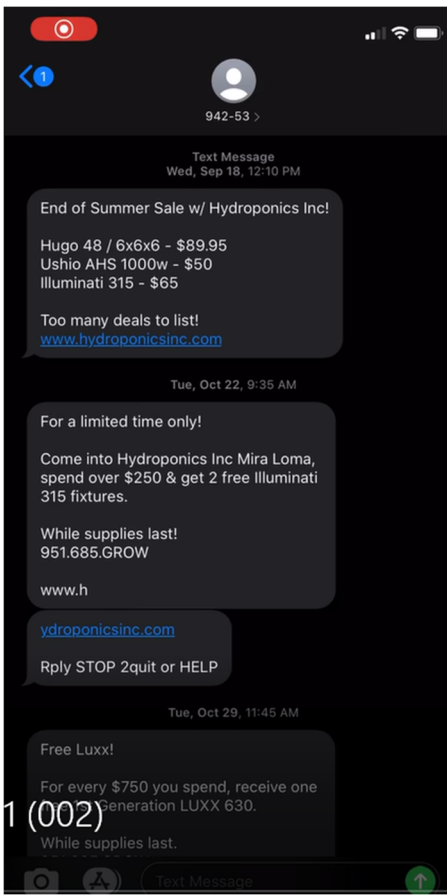 1
942-53 >
Text Message
Wed, Sep 18, 12:10 PM
End of Summer Sale w/ Hydroponics Inc!
Hugo 48 / 6x6x6 - $89.95
Ushio AHS 1000w - $50
Illuminati 315 - $65
Too many deals to list!
www.hydroponicsinc.com
Tue, Oct 22, 9:35 AM
For a limited time only!
Come into Hydroponics Inc Mira Loma,
spend over $250 & get 2 free Illuminati
315 fixtures.
While supplies last!
951.685.GROW
www.h
ydroponicsinc.com
Rply STOP 2quit or HELP
Tue, Oct 29, 11:45 AM
Free Luxx!
For every $750 you spend, receive one
free 1st Generation LUXX 630.
1 (002)
While supplies last.
Text Message